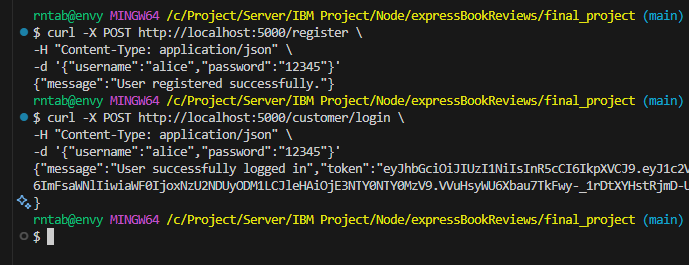 rntab@envy MINGW64 /c/Project/Server/IBM Project/Node/expressBookReviews/final_project (main)
$ curl -X POST http://localhost:5000/register \
-H "Content-Type: application/json" \
-d '{"username":"alice","password":"12345"}'
{"message":"User registered successfully."}
rntab@envy MINGW64 /c/Project/Server/IBM Project/Node/expressBookReviews/final_project (main)
$ curl -X POST http://localhost:5000/customer/login \
-H "Content-Type: application/json" \
-d '{"username":"alice","password":"12345"}'
{"message":"User successfully logged in","token":"eyJhbGciOiJIUzI1NiIsInR5cCI6IkpXVCJ9.eyJ1c2V
6ImFsaWNlIiwiaWF0IjoxNzU2NDUyODM1LCJleHAiOjE3NTY0NTY0MzV9.VVuHsyWU6Xbau7TkFwy-_1rDtXYHstRjmD-U
}
rntab@envy MINGW64 /c/Project/Server/IBM Project/Node/expressBookReviews/final_project (main)
$